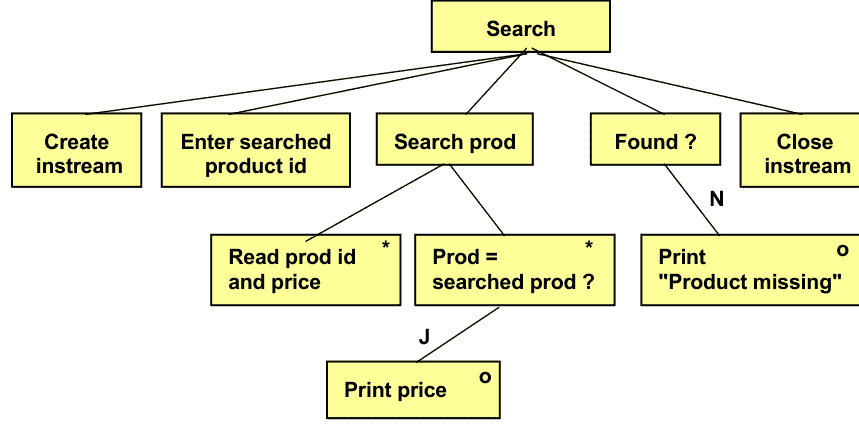 Search
Create
instream
Enter searched
product id
Search prod
Found ?
Close
instream
N
Read prod id *
and price
Prod = *
searched prod ?
Print o
"Product missing"
J
Print price o